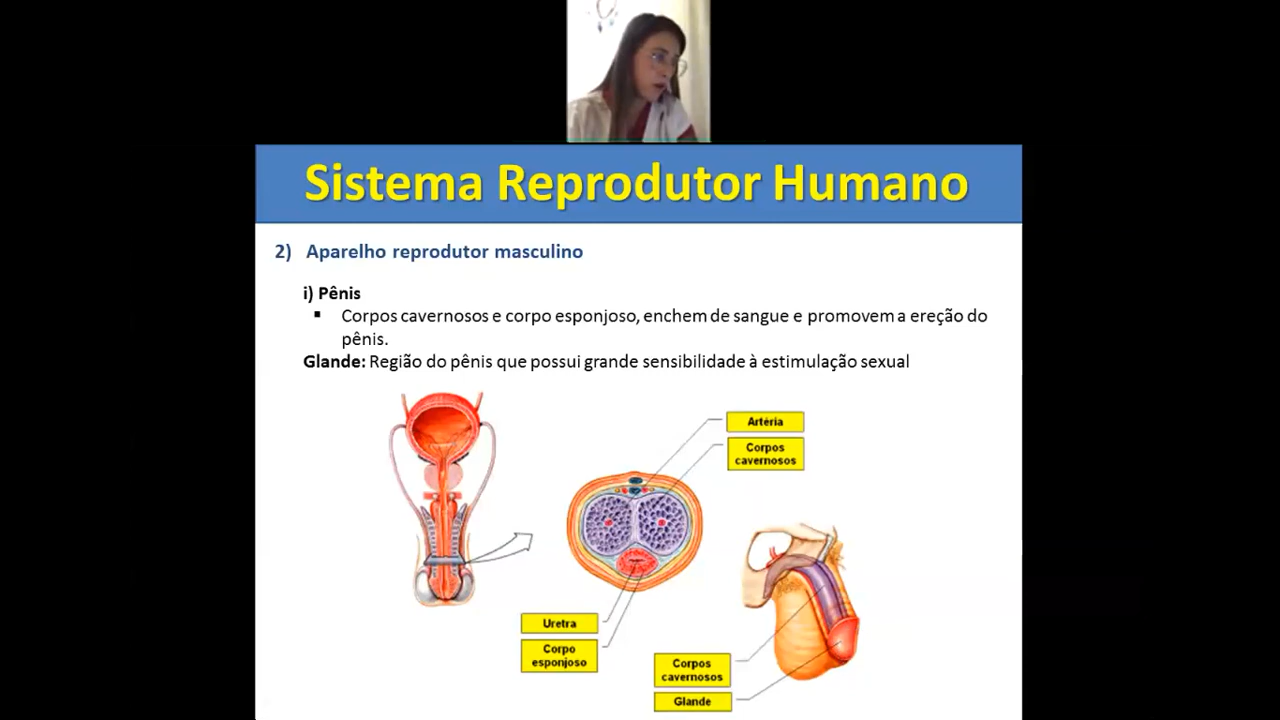 Sistema Reprodutor Humano
2) Aparelho reprodutor masculino
i) Pênis
▪ Corpos cavernosos e corpo esponjoso, enchem de sangue e promovem a ereção do
pênis.
Glande: Região do pênis que possui grande sensibilidade à estimulação sexual
Artéria
Corpos
cavernosos
Uretra
Corpo
esponjoso
Corpos
cavernosos
Glande